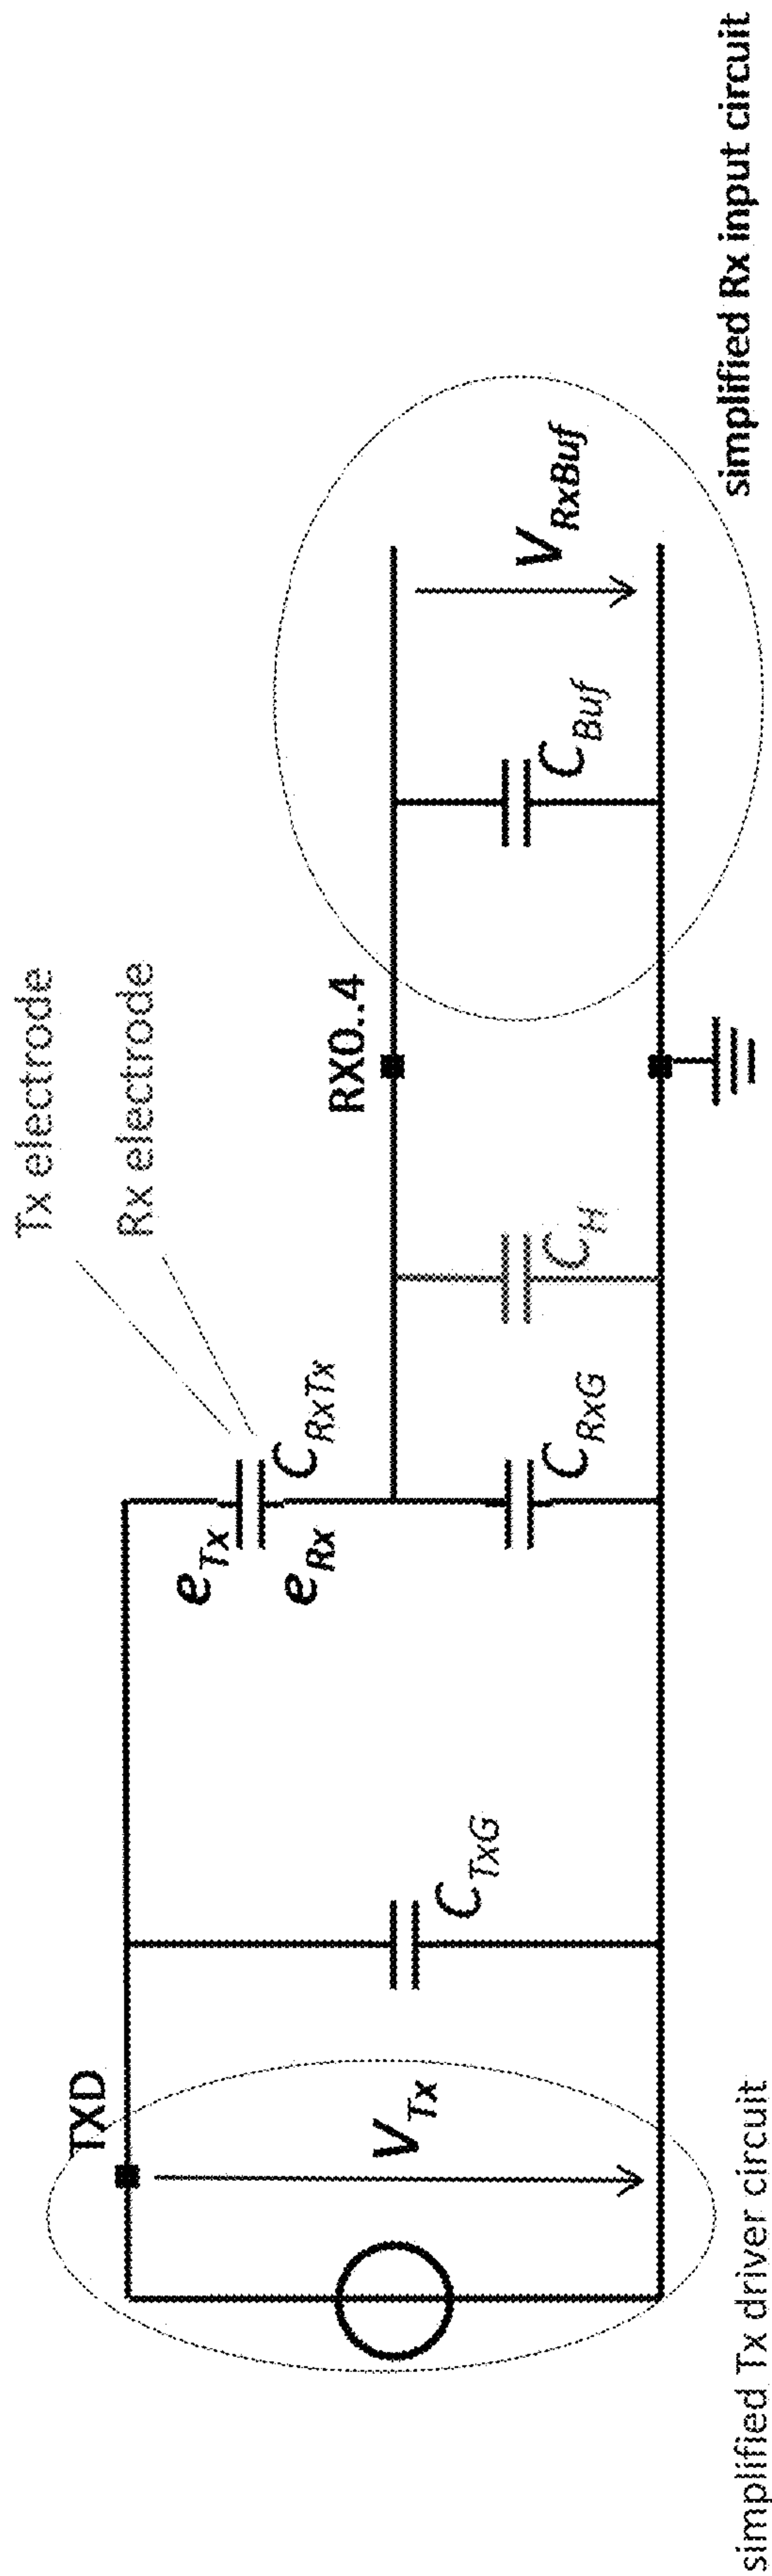 Tx electrode
Rx electrode
TXD
V_Tx
C_TxG
e_Tx
e_Rx
C_RxTx
C_RxG
C_H
RX0..4
C_Buf
V_RxBuf
simplified Tx driver circuit
simplified Rx input circuit